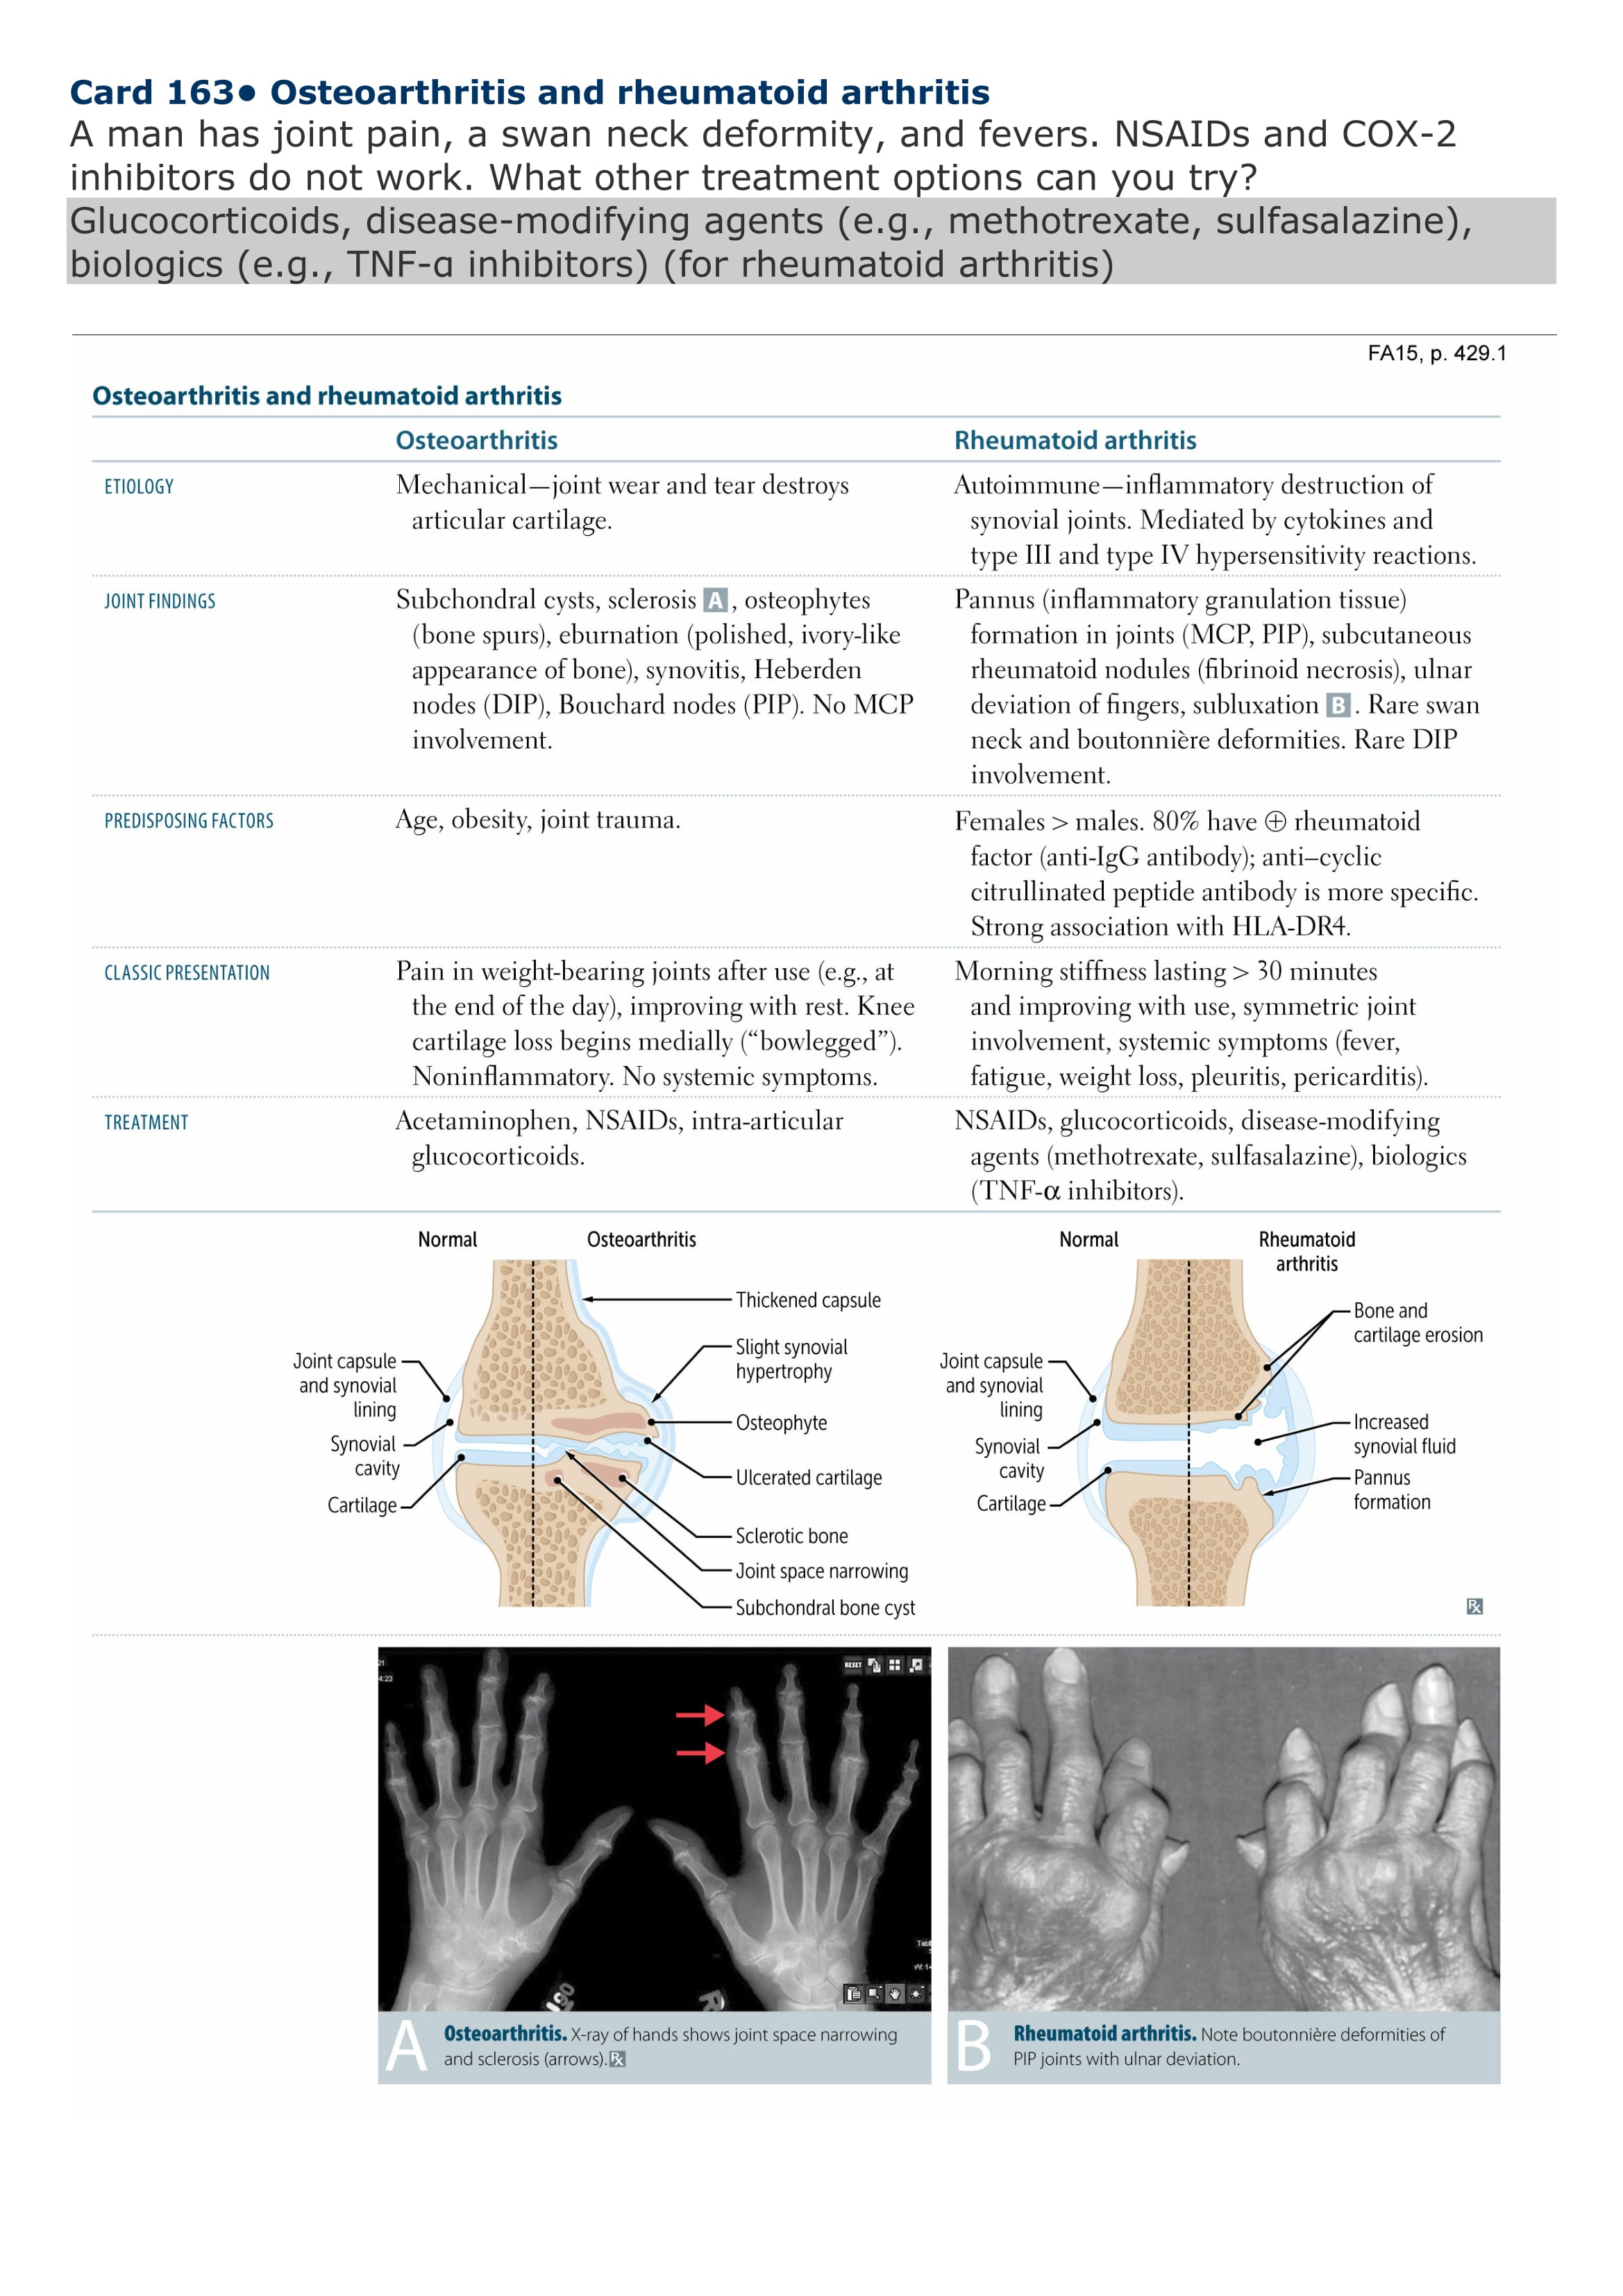 Card 163• Osteoarthritis and rheumatoid arthritis
A man has joint pain, a swan neck deformity, and fevers. NSAIDs and COX-2
inhibitors do not work. What other treatment options can you try?
Glucocorticoids, disease-modifying agents (e.g., methotrexate, sulfasalazine),
biologics (e.g., TNF-α inhibitors) (for rheumatoid arthritis)
FA15, p. 429.1
Osteoarthritis and rheumatoid arthritis
Osteoarthritis
Rheumatoid arthritis
ETIOLOGY
Mechanical—joint wear and tear destroys
articular cartilage.
Autoimmune—inflammatory destruction of
synovial joints. Mediated by cytokines and
type III and type IV hypersensitivity reactions.
JOINT FINDINGS
Subchondral cysts, sclerosis A, osteophytes
(bone spurs), eburnation (polished, ivory-like
appearance of bone), synovitis, Heberden
nodes (DIP), Bouchard nodes (PIP). No MCP
involvement.
Pannus (inflammatory granulation tissue)
formation in joints (MCP, PIP), subcutaneous
rheumatoid nodules (fibrinoid necrosis), ulnar
deviation of fingers, subluxation B. Rare swan
neck and boutonnière deformities. Rare DIP
involvement.
PREDISPOSING FACTORS
Age, obesity, joint trauma.
Females > males. 80% have ⊕ rheumatoid
factor (anti-IgG antibody); anti–cyclic
citrullinated peptide antibody is more specific.
Strong association with HLA-DR4.
CLASSIC PRESENTATION
Pain in weight-bearing joints after use (e.g., at
the end of the day), improving with rest. Knee
cartilage loss begins medially (“bowlegged”).
Noninflammatory. No systemic symptoms.
Morning stiffness lasting > 30 minutes
and improving with use, symmetric joint
involvement, systemic symptoms (fever,
fatigue, weight loss, pleuritis, pericarditis).
TREATMENT
Acetaminophen, NSAIDs, intra-articular
glucocorticoids.
NSAIDs, glucocorticoids, disease-modifying
agents (methotrexate, sulfasalazine), biologics
(TNF-α inhibitors).
Normal
Osteoarthritis
Thickened capsule
Slight synovial
hypertrophy
Joint capsule
and synovial
lining
Osteophyte
Synovial
cavity
Ulcerated cartilage
Cartilage
Sclerotic bone
Joint space narrowing
Subchondral bone cyst
Normal
Rheumatoid
arthritis
Bone and
cartilage erosion
Joint capsule
and synovial
lining
Increased
synovial fluid
Synovial
cavity
Pannus
formation
Cartilage
Rx
21
4:23
RESET
R
A
Osteoarthritis. X-ray of hands shows joint space narrowing
and sclerosis (arrows). Rx
B
Rheumatoid arthritis. Note boutonnière deformities of
PIP joints with ulnar deviation.